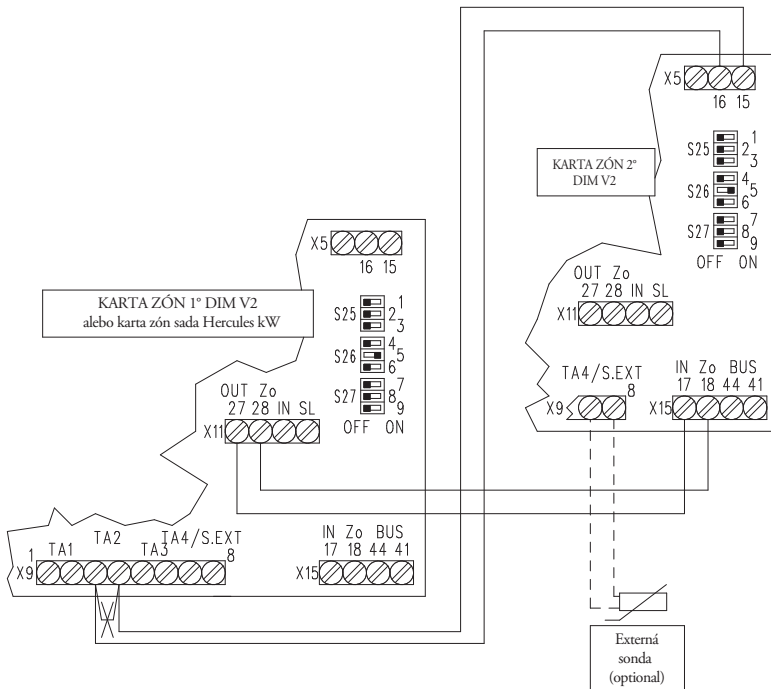 X5
16 15
S25
1
2
3
S26
4
5
6
S27
7
8
9
OFF ON
KARTA ZÓN 2°
DIM V2
OUT Zo
27 28 IN SL
X11
TA4/S.EXT
8
X9
IN Zo BUS
17 18 44 41
X15
X5
16 15
KARTA ZÓN 1° DIM V2
alebo karta zón sada Hercules kW
S25
1
2
3
S26
4
5
6
S27
7
8
9
OFF ON
OUT Zo
27 28 IN SL
X11
1 TA1 TA2 TA3 TA4/S.EXT 8
X9
IN Zo BUS
17 18 44 41
X15
Externá
sonda
(optional)